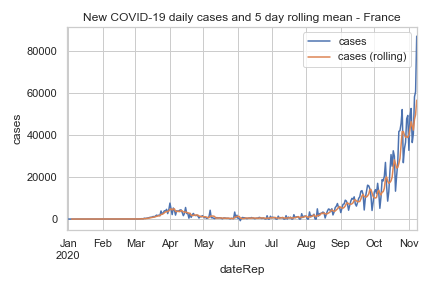 New COVID-19 daily cases and 5 day rolling mean - France
cases
cases (rolling)
80000
60000
40000
20000
0
cases
Jan Feb Mar Apr May Jun Jul Aug Sep Oct Nov
2020
dateRep